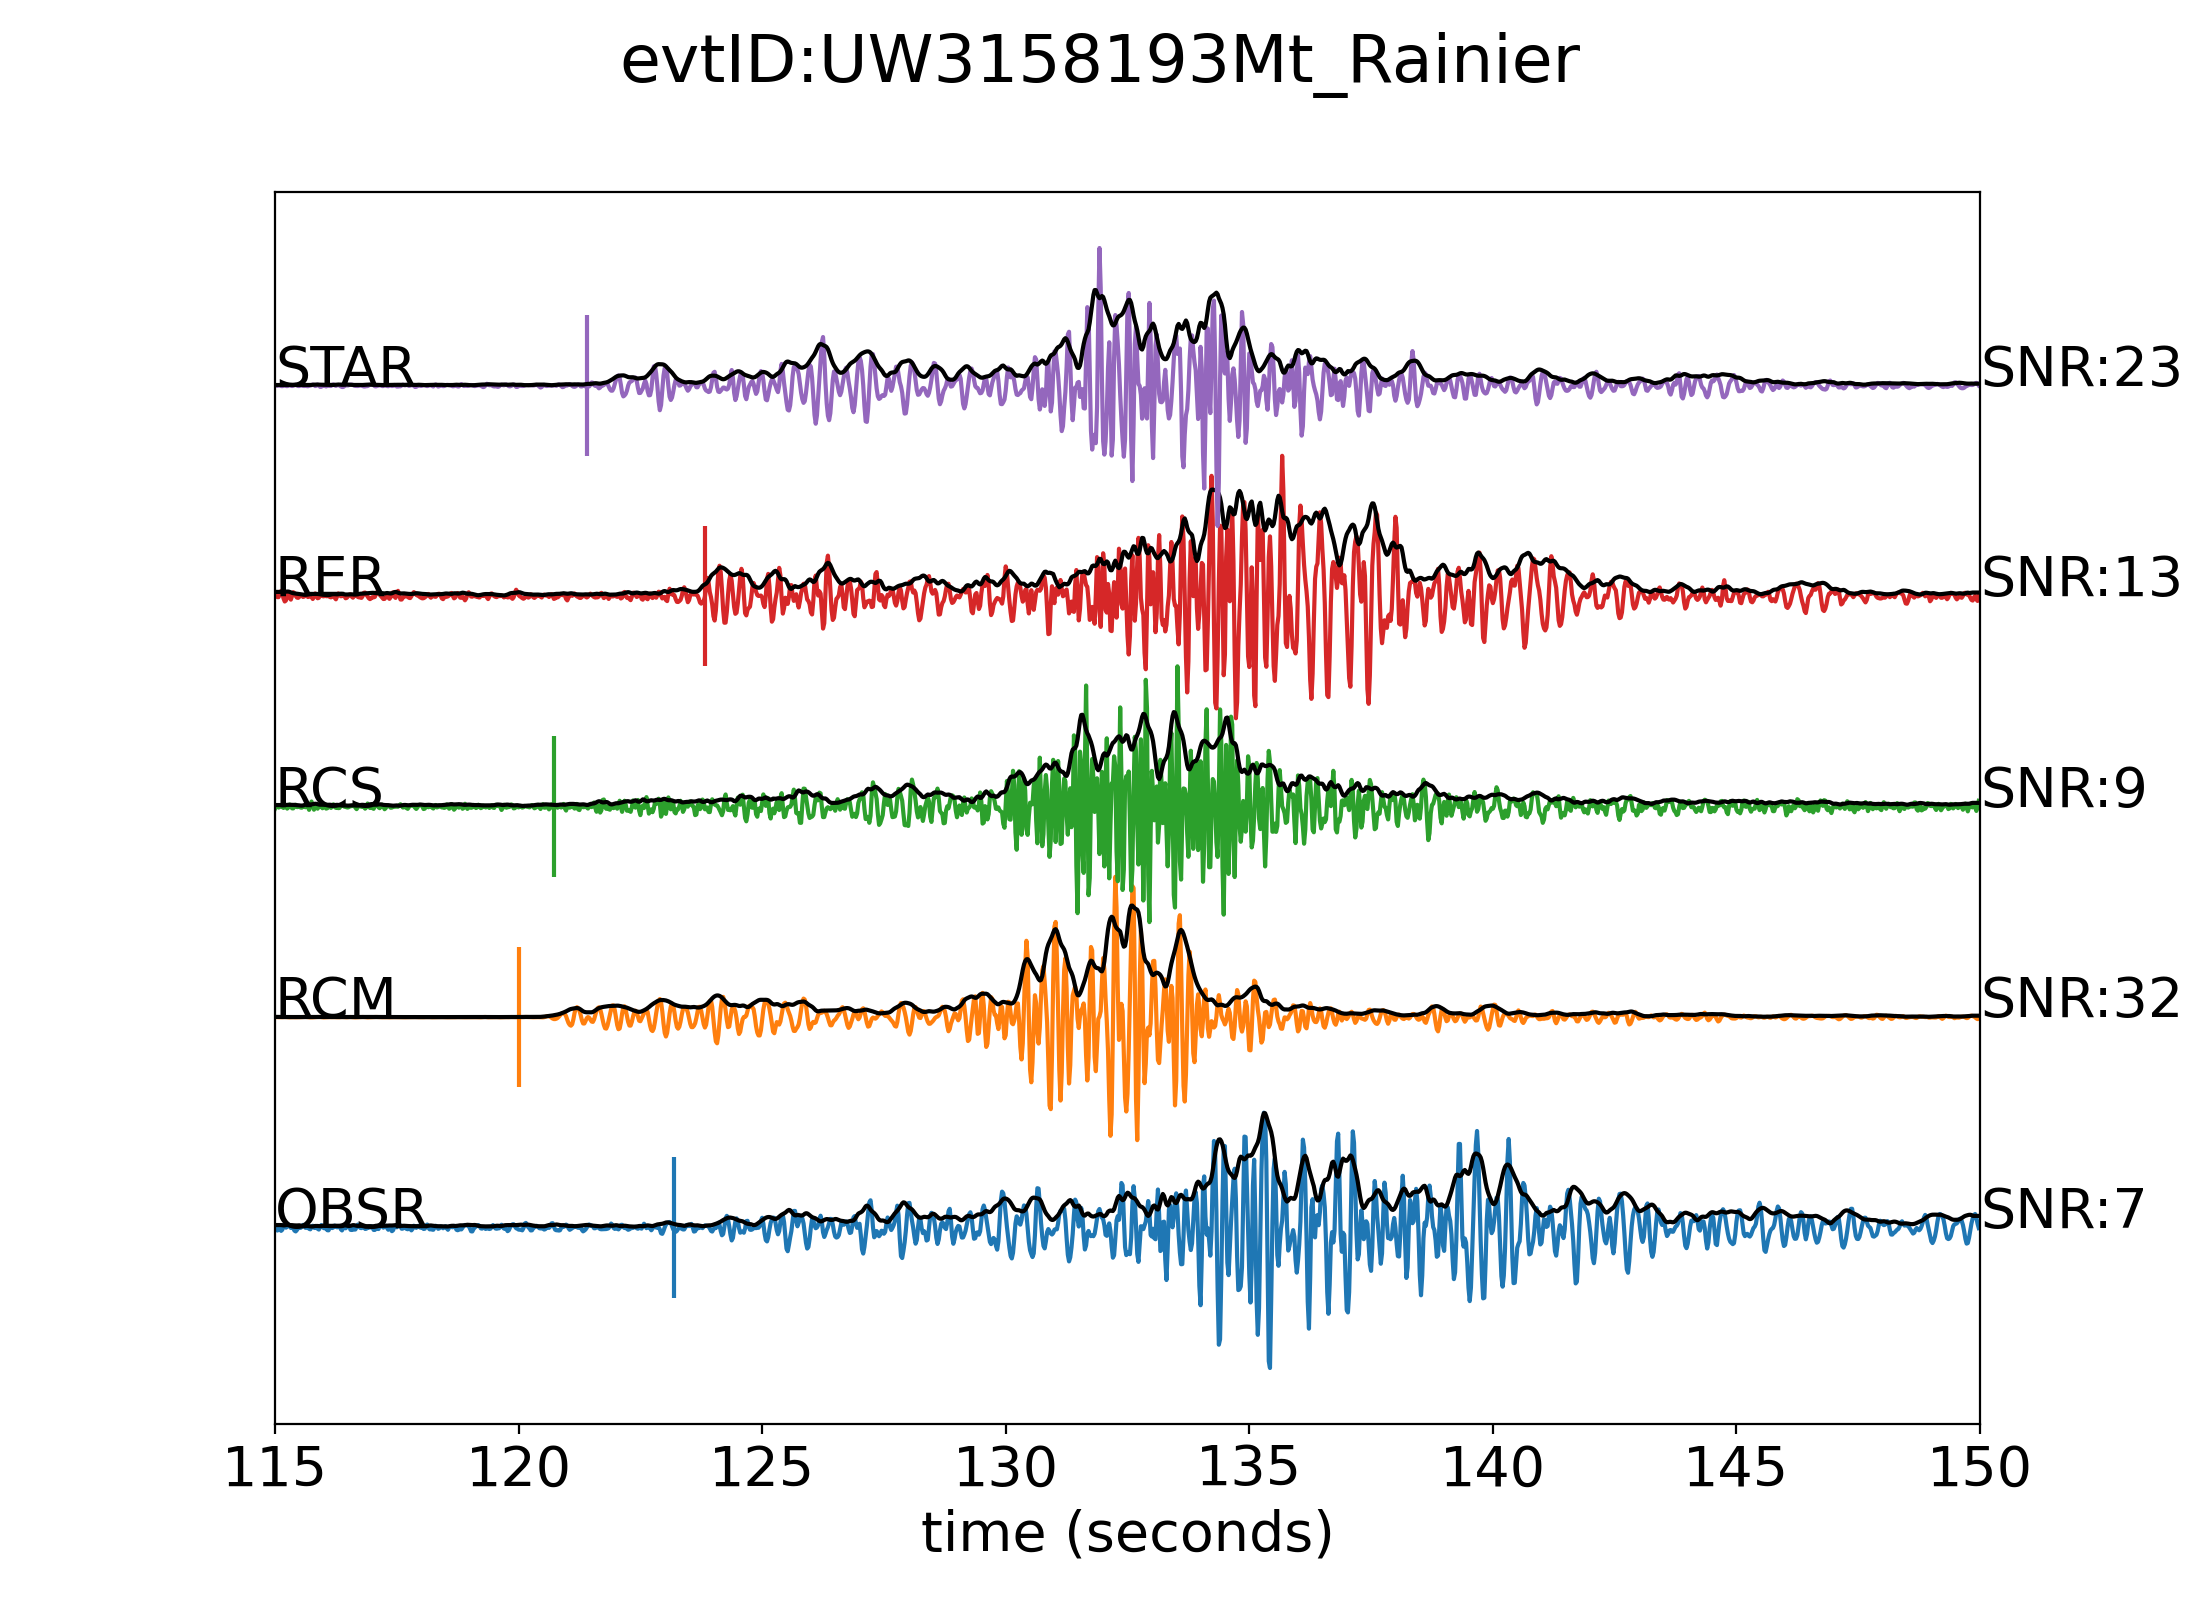 evtID:UW3158193Mt_Rainier
STAR SNR:23
RER SNR:13
RCS SNR:9
RCM SNR:32
OBSR SNR:7
115 120 125 130 135 140 145 150
time (seconds)